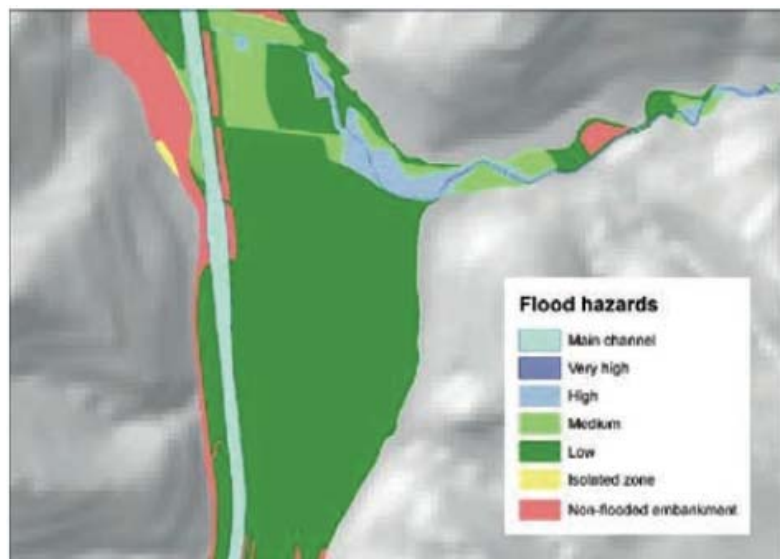 Flood hazards
Main channel
Very high
High
Medium
Low
Isolated zone
Non-flooded embankment